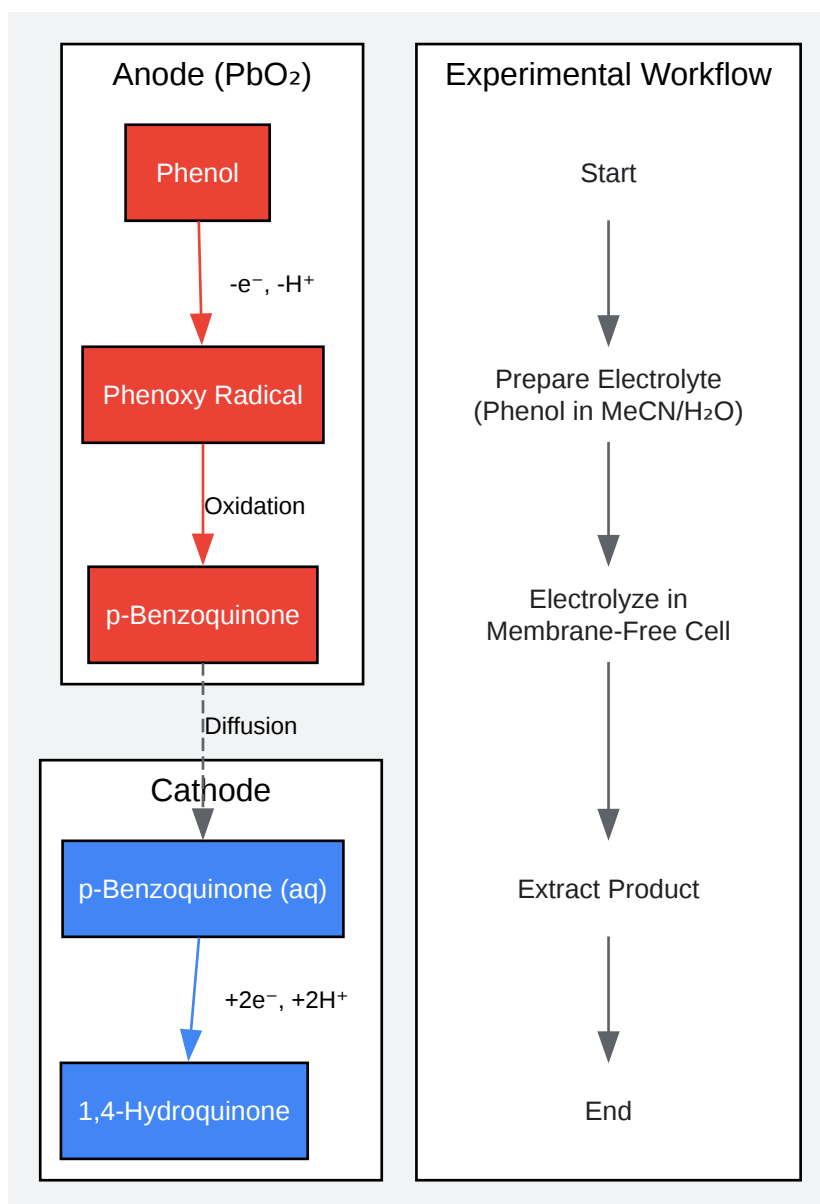 Anode (PbO₂)
Phenol
-e⁻, -H⁺
Phenoxy Radical
Oxidation
p-Benzoquinone
Diffusion
Cathode
p-Benzoquinone (aq)
+2e⁻, +2H⁺
1,4-Hydroquinone
Experimental Workflow
Start
Prepare Electrolyte
(Phenol in MeCN/H₂O)
Electrolyze in
Membrane-Free Cell
Extract Product
End